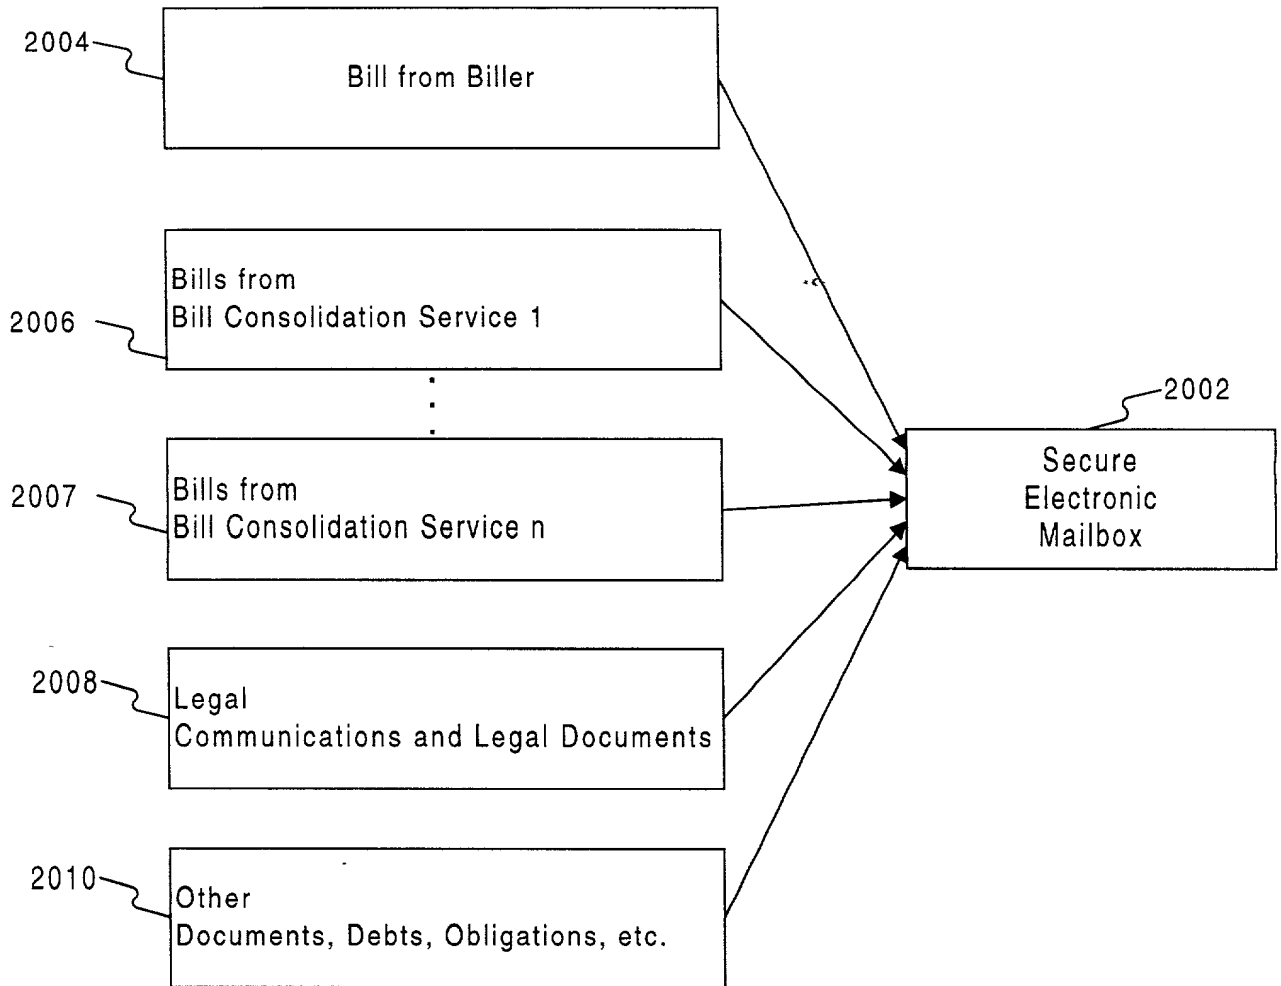 2004
Bill from Biller
Bills from
Bill Consolidation Service 1
2006
2002
Secure
Electronic
Mailbox
2007
Bills from
Bill Consolidation Service n
2008
Legal
Communications and Legal Documents
2010
Other
Documents, Debts, Obligations, etc.